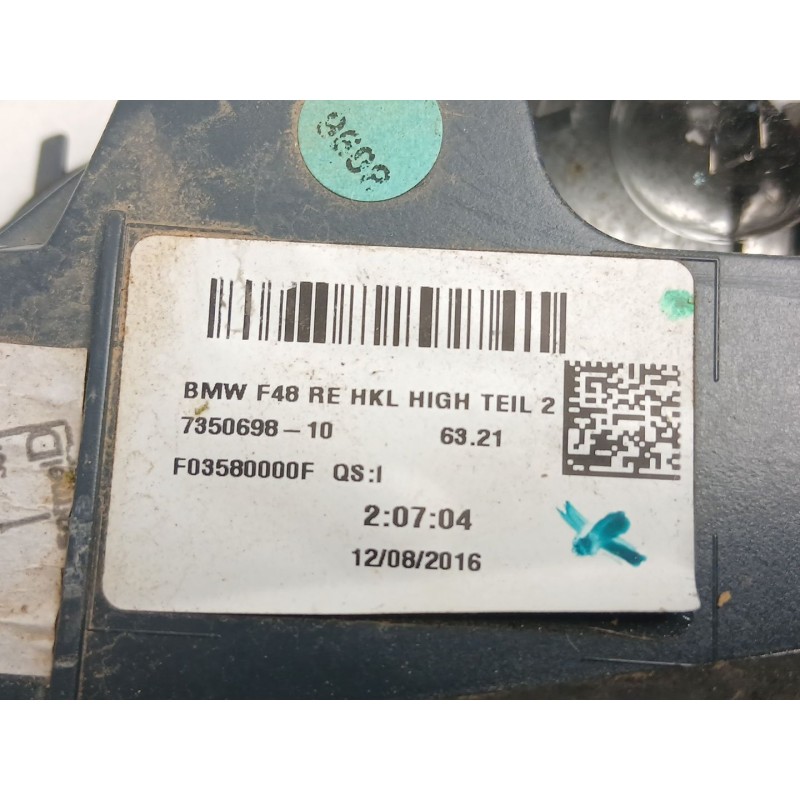 BMW F48 RE HKL HIGH TEIL 2
7350698-10 63.21
F03580000F QS:I
2:07:04
12/08/2016